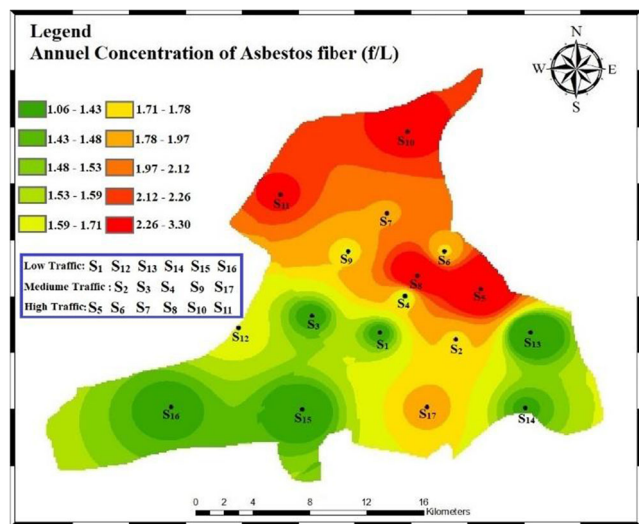 Legend
Annuel Concentration of Asbestos fiber (f/L)
N
W E
S
1.06 - 1.43 1.71 - 1.78
1.43 - 1.48 1.78 - 1.97
1.48 - 1.53 1.97 - 2.12
1.53 - 1.59 2.12 - 2.26
1.59 - 1.71 2.26 - 3.30
Low Traffic: S1 S12 S13 S14 S15 S16
Mediume Traffic : S2 S3 S4 S9 S17
High Traffic: S5 S6 S7 S8 S10 S11
S10
S11
S7
S9
S6
S8
S5
S4
S3
S12
S1
S2
S13
S16
S15
S17
S14
0 2 4 8 12 16
Kilometers